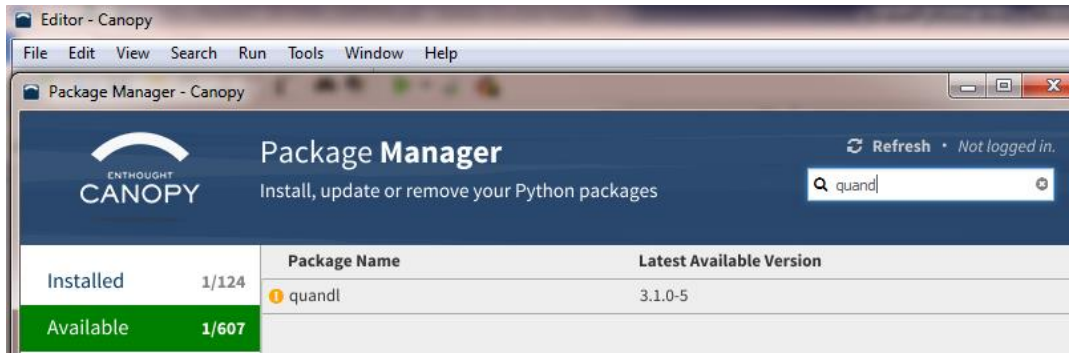 Editor - Canopy
File Edit View Search Run Tools Window Help
Package Manager - Canopy
ENTHOUGHT
CANOPY
Package Manager
Install, update or remove your Python packages
Refresh • Not logged in.
quand
Package Name Latest Available Version
Installed 1/124
quandl 3.1.0-5
Available 1/607